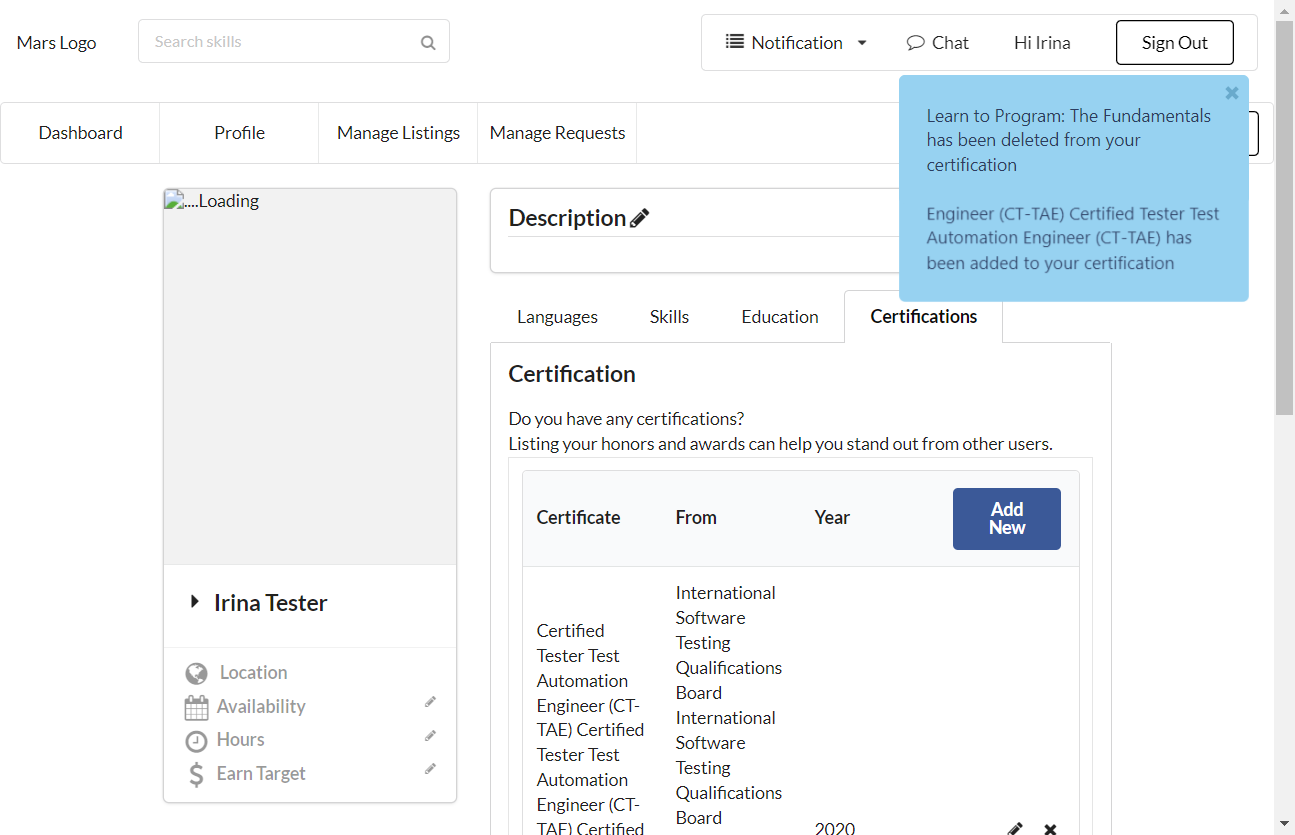 Mars Logo
Search skills
Notification
Chat
Hi Irina
Sign Out
Dashboard
Profile
Manage Listings
Manage Requests
Learn to Program: The Fundamentals
has been deleted from your
certification
Engineer (CT-TAE) Certified Tester Test
Automation Engineer (CT-TAE) has
been added to your certification
....Loading
Description
Languages
Skills
Education
Certifications
Certification
Do you have any certifications?
Listing your honors and awards can help you stand out from other users.
Certificate
From
Year
Add
New
Certified
Tester Test
Automation
Engineer (CT-
TAE) Certified
Tester Test
Automation
Engineer (CT-
TAE) Certified
International
Software
Testing
Qualifications
Board
International
Software
Testing
Qualifications
Board
2020
Irina Tester
Location
Availability
Hours
Earn Target